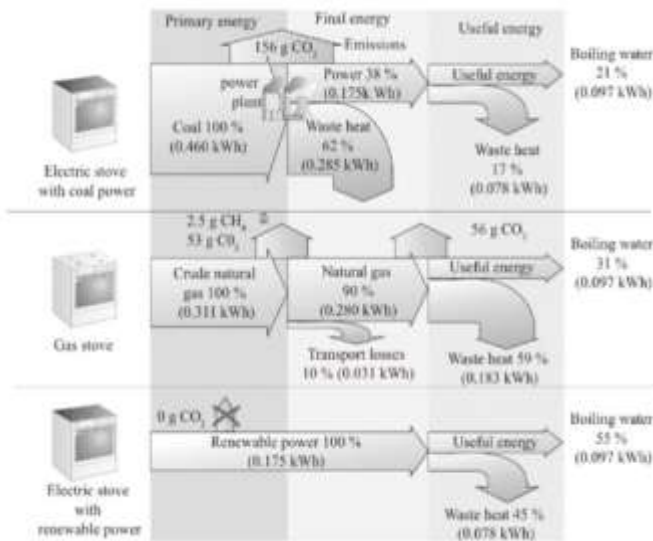 Primary energy
Final energy
Useful energy
156 g CO2
Emissions
power
plant
Power 38 %
(0.175k Wh)
Useful energy
Boiling water
21 %
(0.097 kWh)
Coal 100 %
(0.460 kWh)
Waste heat
62 %
(0.285 kWh)
Waste heat
17 %
(0.078 kWh)
Electric stove
with coal power
2.5 g CH4
53 g C02
56 g CO2
Crude natural
gas 100 %
(0.311 kWh)
Natural gas
90 %
(0.280 kWh)
Useful energy
Boiling water
31 %
(0.097 kWh)
Gas stove
Transport losses
10 % (0.031 kWh)
Waste heat 59 %
(0.183 kWh)
0 g CO2
Renewable power 100 %
(0.175 kWh)
Useful energy
Boiling water
55 %
(0.097 kWh)
Electric stove
with
renewable power
Waste heat 45 %
(0.078 kWh)